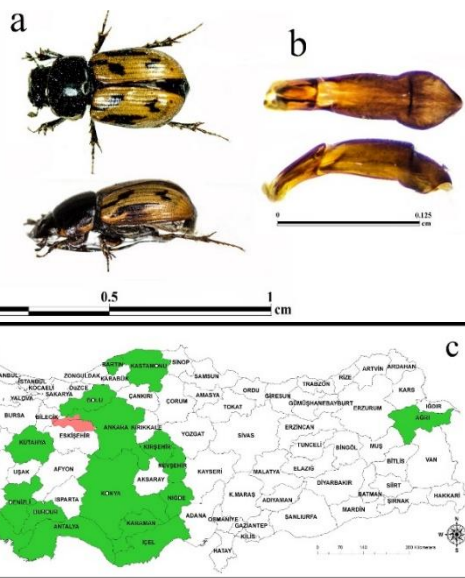 a
b
0 0.125
cm
0.5 1
cm
c
SİNOP
ARTVİN
ARDAHAN
ZONGULDAK
BARTIN
KASTAMONU
İSTANBUL
KOCAELİ
DÜZCE
KARABÜK
SAMSUN
RİZE
KARS
YALOVA
SAKARYA
BOLU
ÇANKIRI
ÇORUM
AMASYA
ORDU
GİRESUN
TRABZON
GÜMÜŞHANE
BAYBURT
ERZURUM
IĞDIR
AĞRI
BURSA
BİLECİK
ESKİŞEHİR
ANKARA
KIRIKKALE
TOKAT
ERZİNCAN
KÜTAHYA
KIRŞEHİR
YOZGAT
SİVAS
TUNCELİ
BİNGÖL
MUŞ
VAN
UŞAK
AFYON
NEVŞEHİR
KAYSERİ
MALATYA
ELAZIĞ
BİTLİS
AKSARAY
DİYARBAKIR
BATMAN
SİİRT
DENİZLİ
ISPARTA
BURDUR
KONYA
NİĞDE
K.MARAŞ
ADIYAMAN
MARDİN
ŞIRNAK
HAKKARİ
ANTALYA
KARAMAN
ADANA
OSMANİYE
GAZİANTEP
ŞANLIURFA
İÇEL
KİLİS
HATAY
N
W
S
0 70 140 280 Kilometers